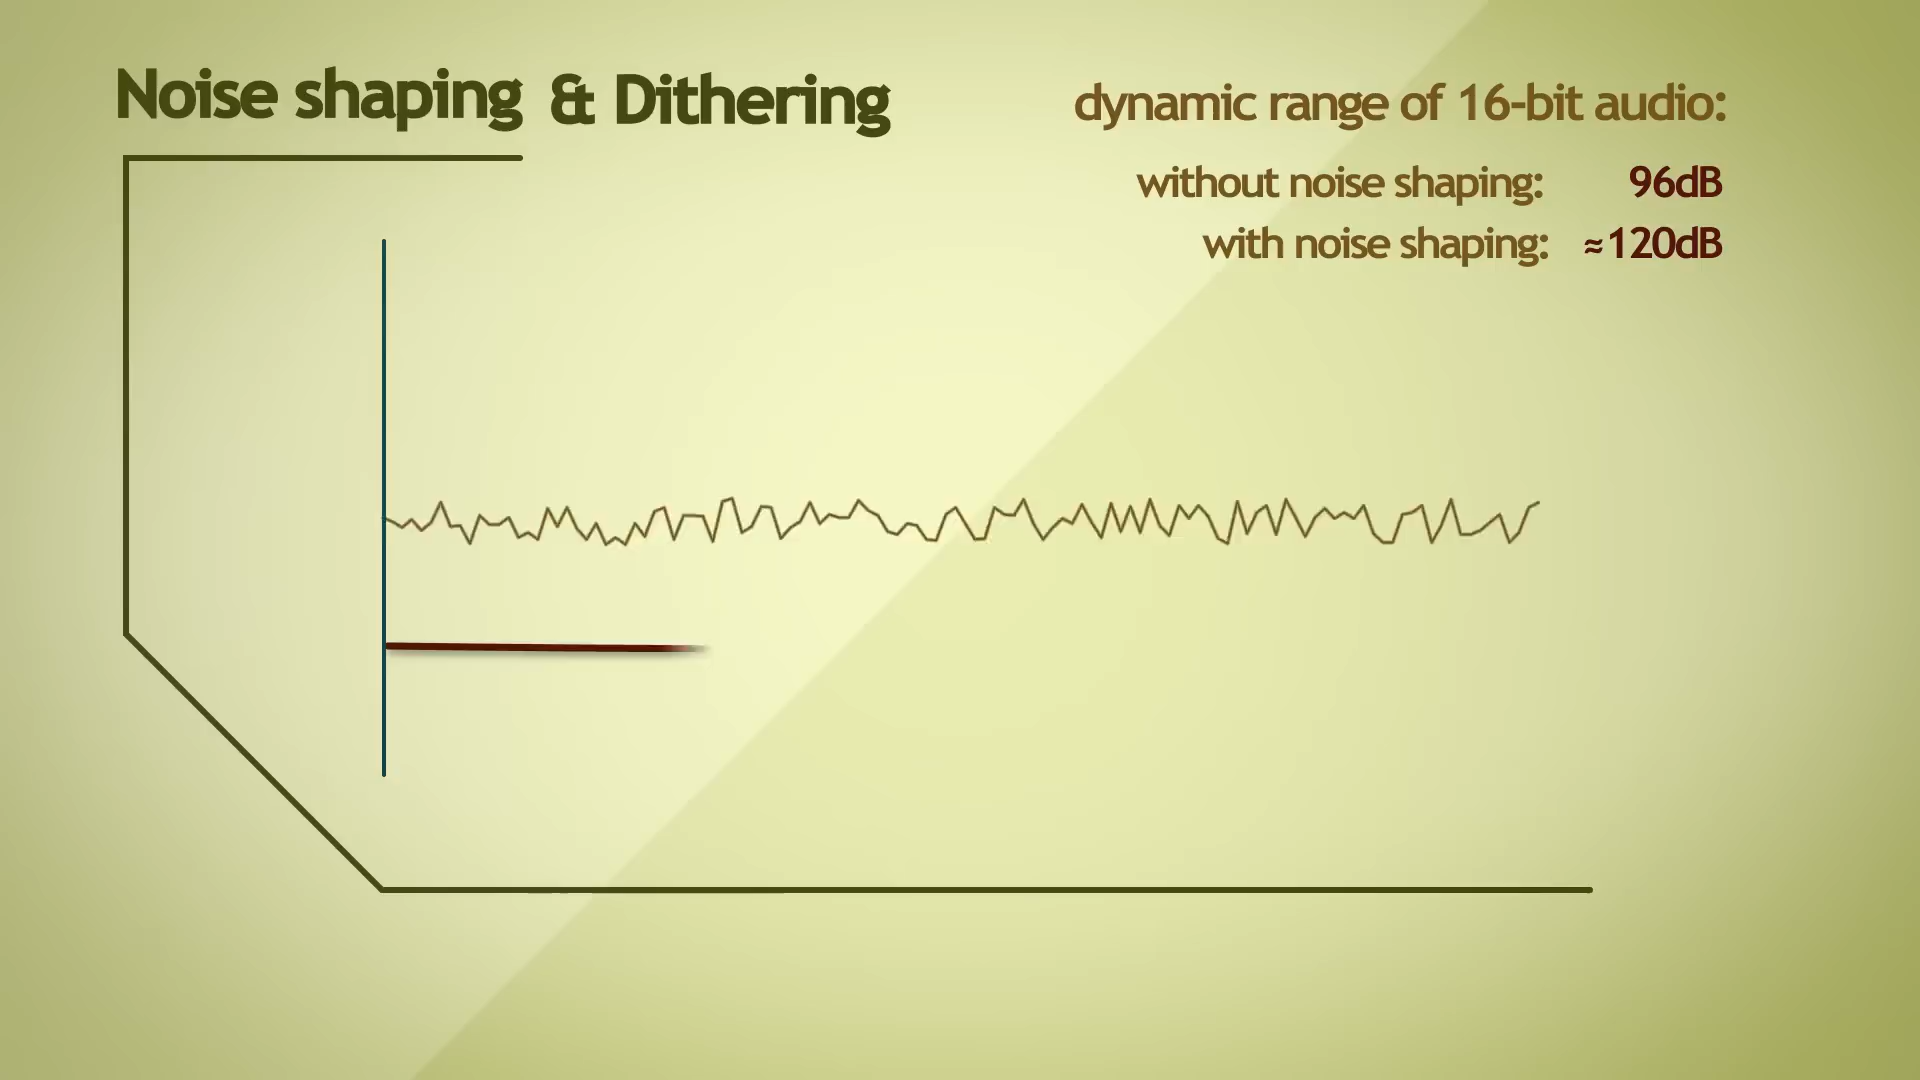 Noise shaping & Dithering
dynamic range of 16-bit audio:
without noise shaping: 96dB
with noise shaping: ≈120dB